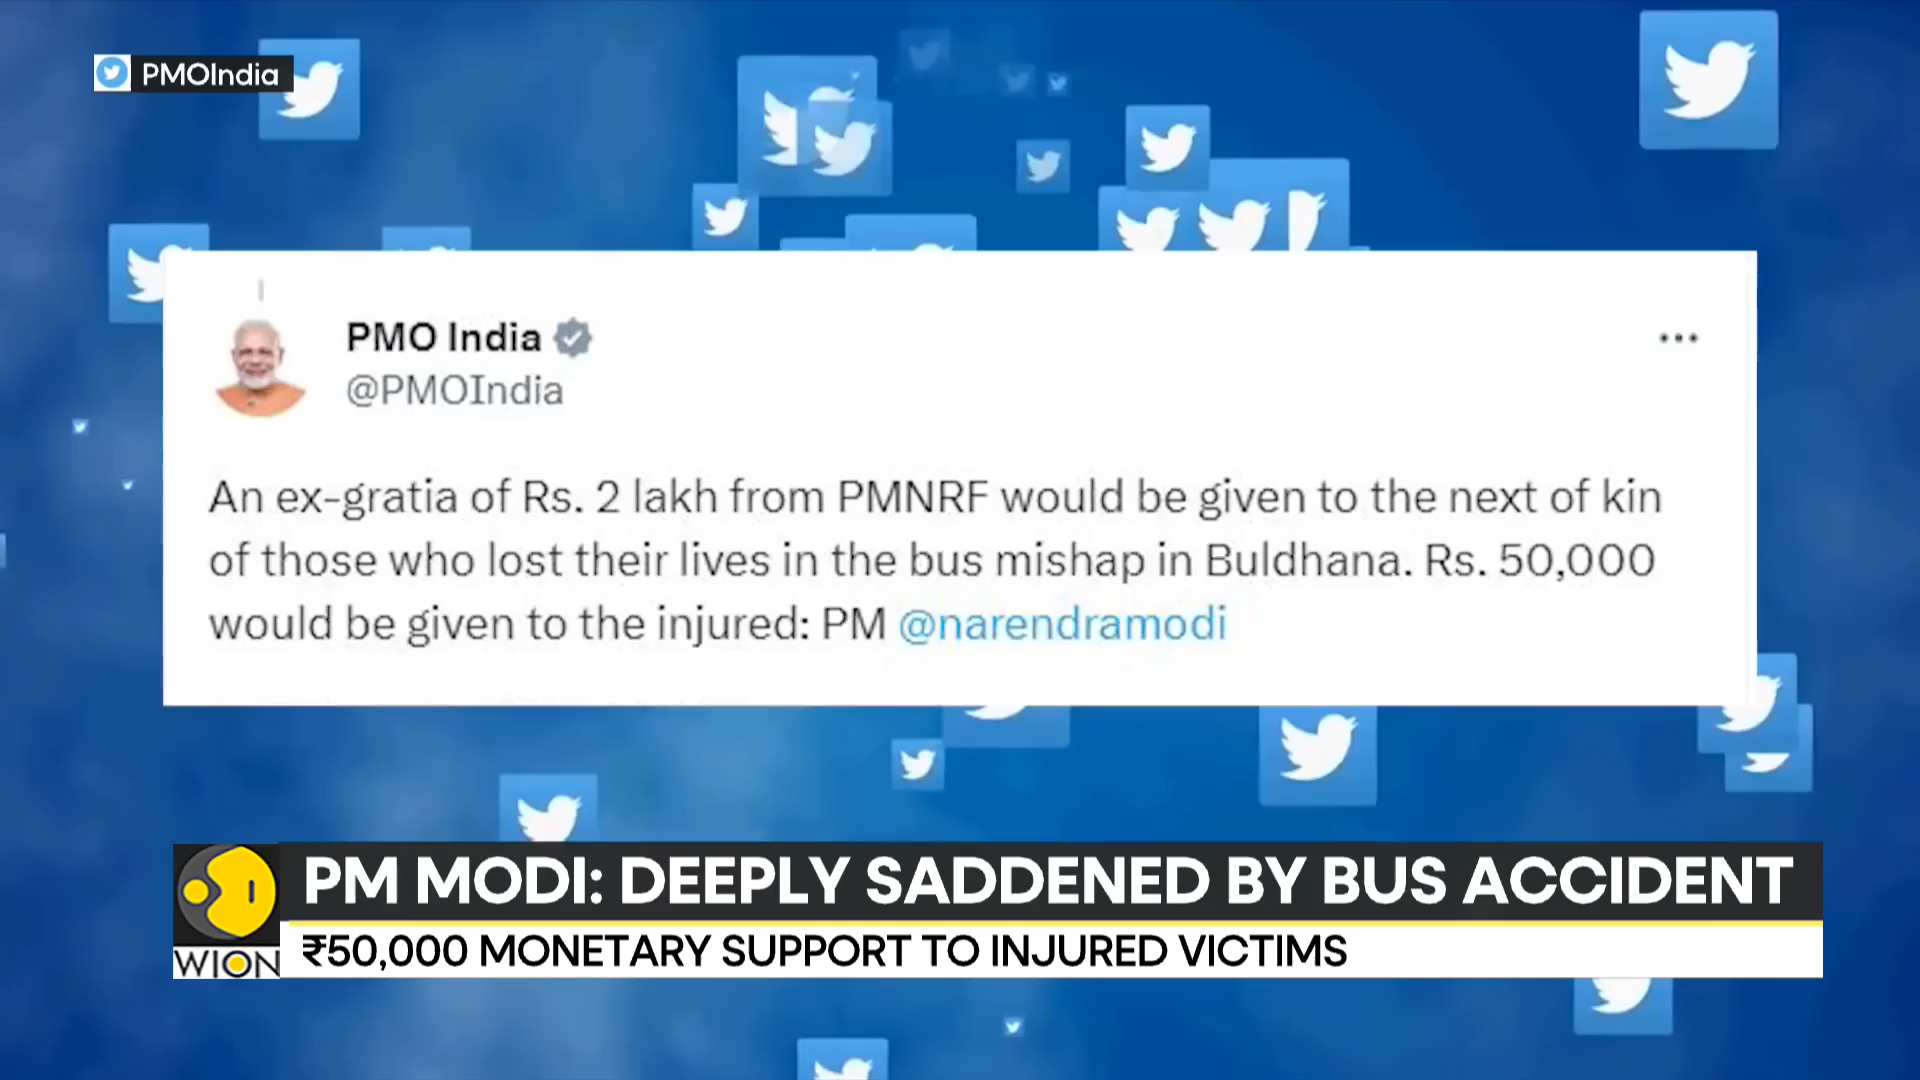 PMOIndia
PMO India
@PMOIndia
An ex-gratia of Rs. 2 lakh from PMNRF would be given to the next of kin
of those who lost their lives in the bus mishap in Buldhana. Rs. 50,000
would be given to the injured: PM @narendramodi
PM MODI: DEEPLY SADDENED BY BUS ACCIDENT
WION
₹50,000 MONETARY SUPPORT TO INJURED VICTIMS